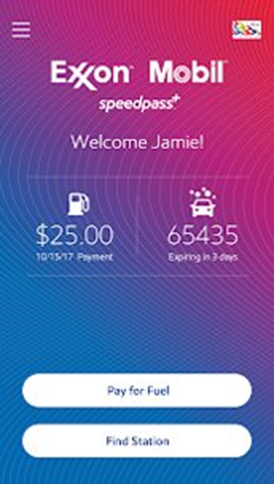 Exxon Mobil
speedpass+
Welcome Jamie!
$25.00 65435
10/15/17 Payment Expiring in 3 days
Pay for Fuel
Find Station